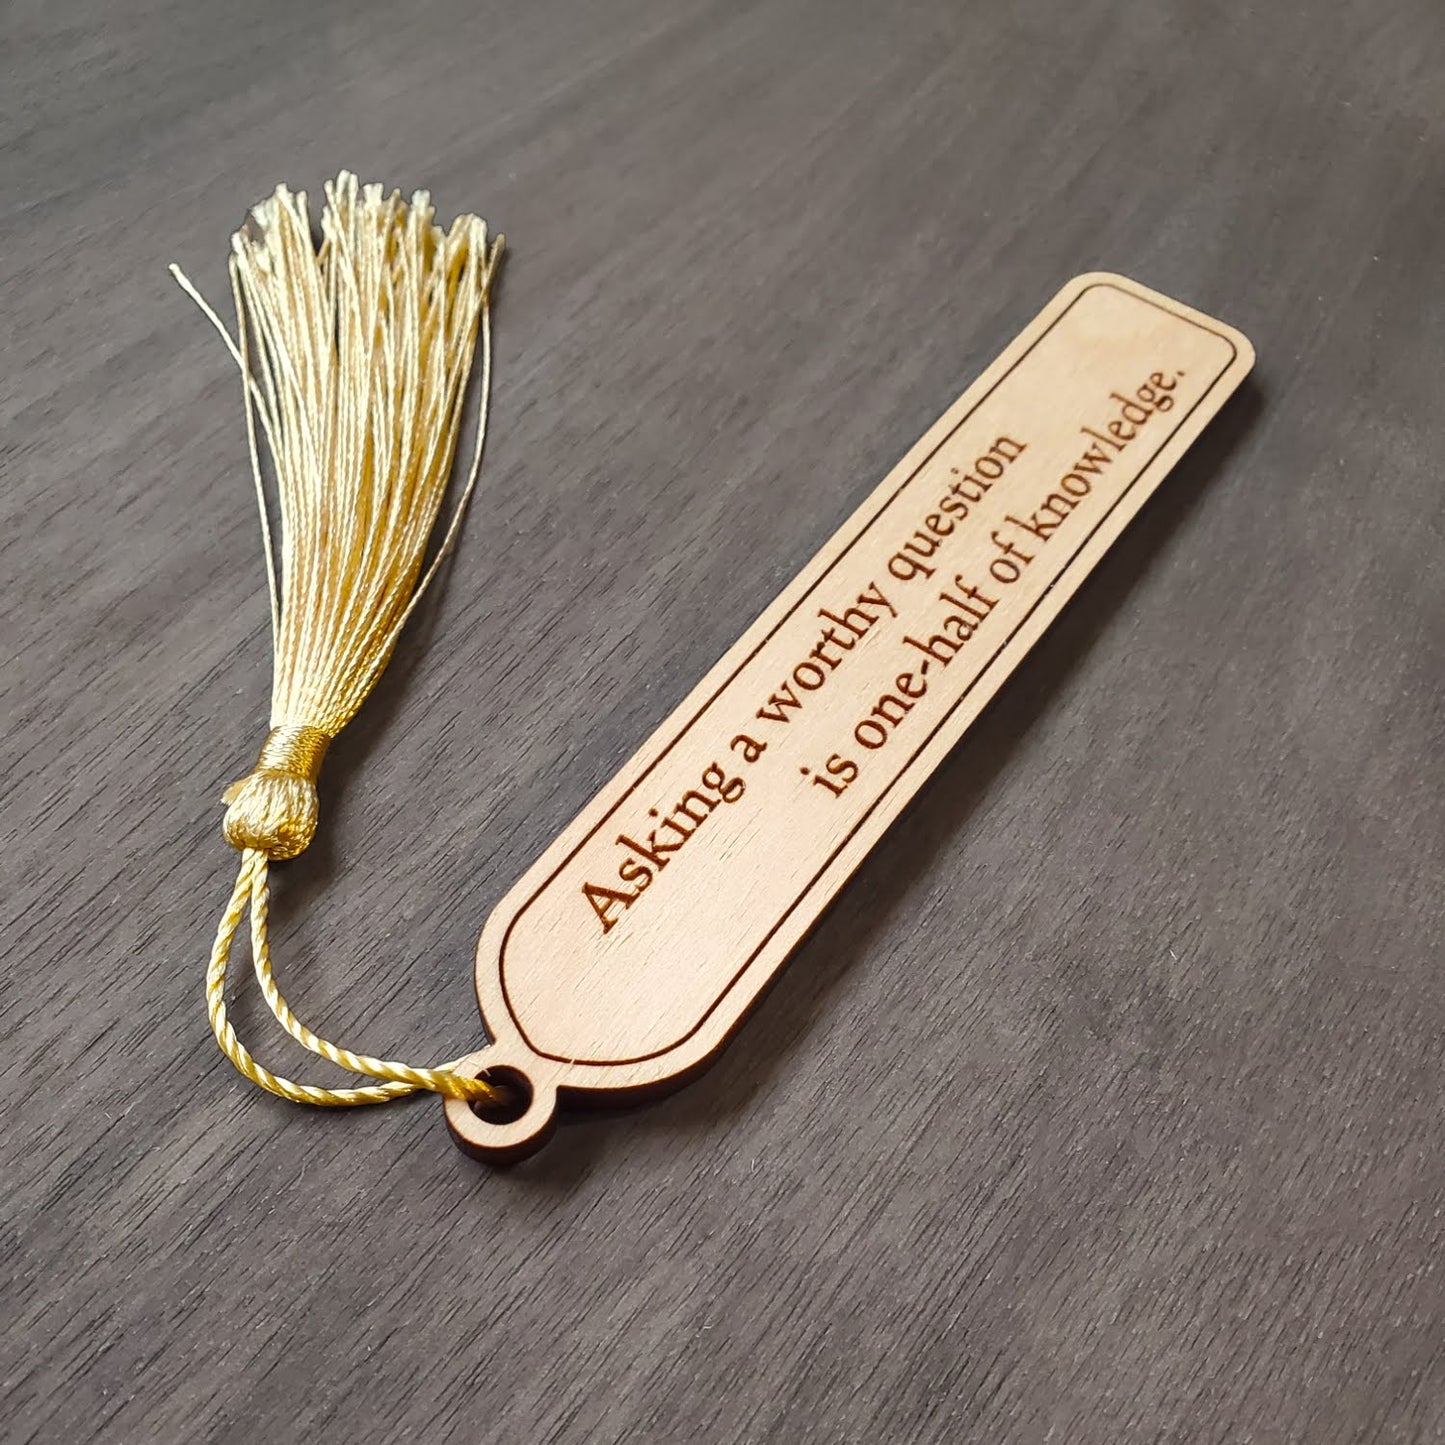 Asking a worthy question
is one-half of knowledge.